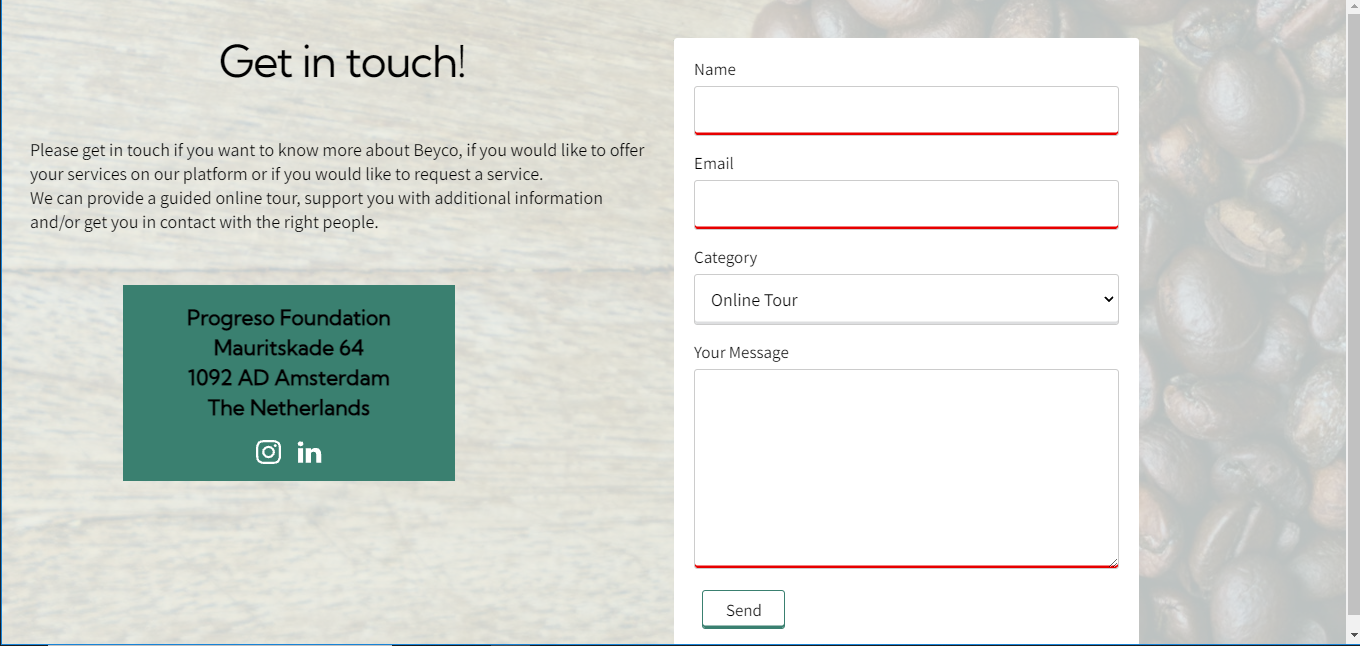 Get in touch!
Please get in touch if you want to know more about Beyco, if you would like to offer
your services on our platform or if you would like to request a service.
We can provide a guided online tour, support you with additional information
and/or get you in contact with the right people.
Progreso Foundation
Mauritskade 64
1092 AD Amsterdam
The Netherlands
in
Name
Email
Category
Online Tour
Your Message
Send